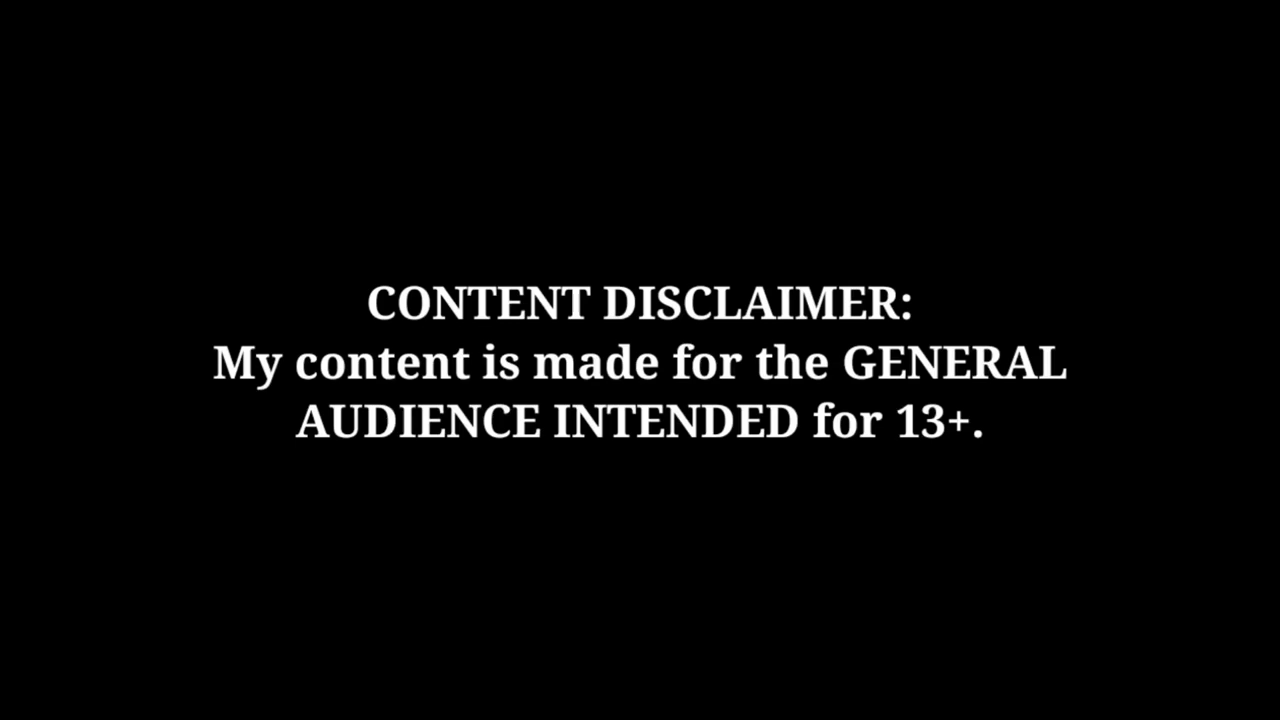 CONTENT DISCLAIMER:
My content is made for the GENERAL
AUDIENCE INTENDED for 13+.